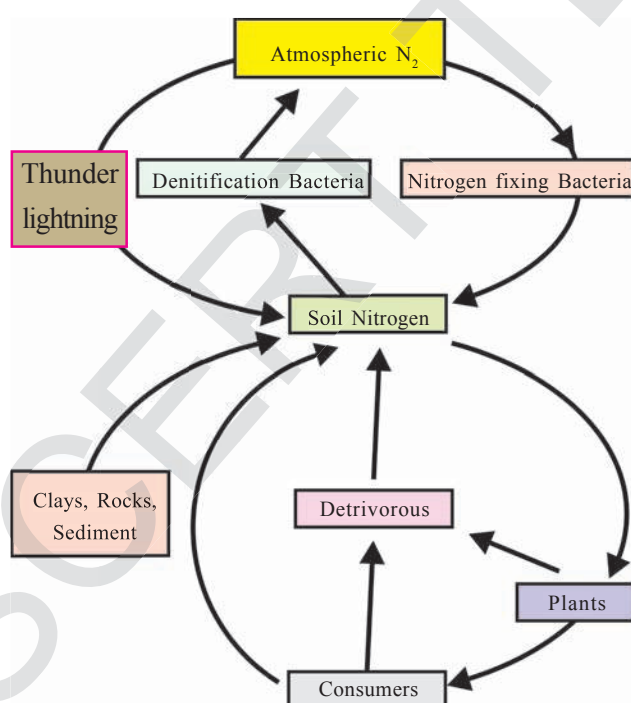 Atmospheric N2
Thunder
lightning
Denitification Bacteria
Nitrogen fixing Bacteria
Soil Nitrogen
Clays, Rocks,
Sediment
Detrivorous
Plants
Consumers